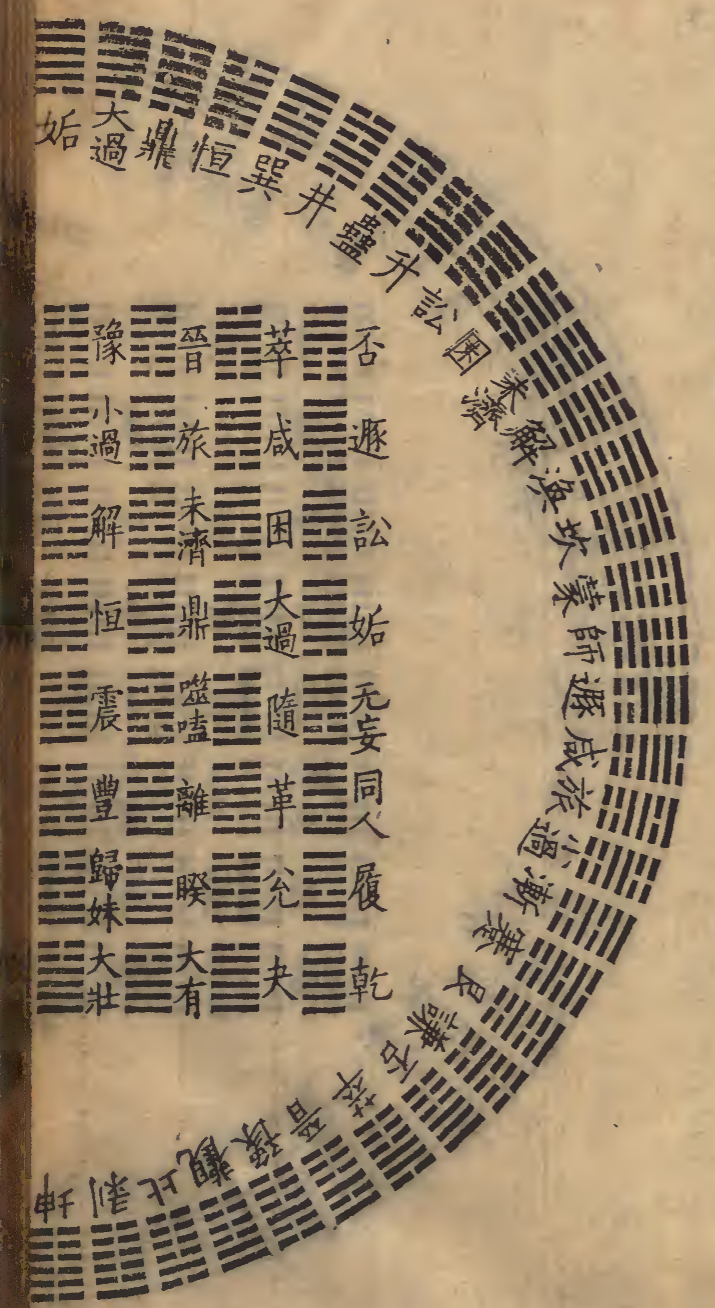 姤
大過
鼎
恒
巽
井
蠱
升
訟
困
未濟
解
渙
坎
蒙
師
遯
咸
旅
小過
漸
蹇
艮
謙
否
萃
晉
豫
觀
比
剝
坤
否 遯 訟 姤 无妄 同人 履 乾
萃 咸 困 大過 隨 革 兊 夬
晉 旅 未濟 鼎 噬嗑 離 睽 大有
豫 小過 解 恒 震 豐 歸妹 大壯